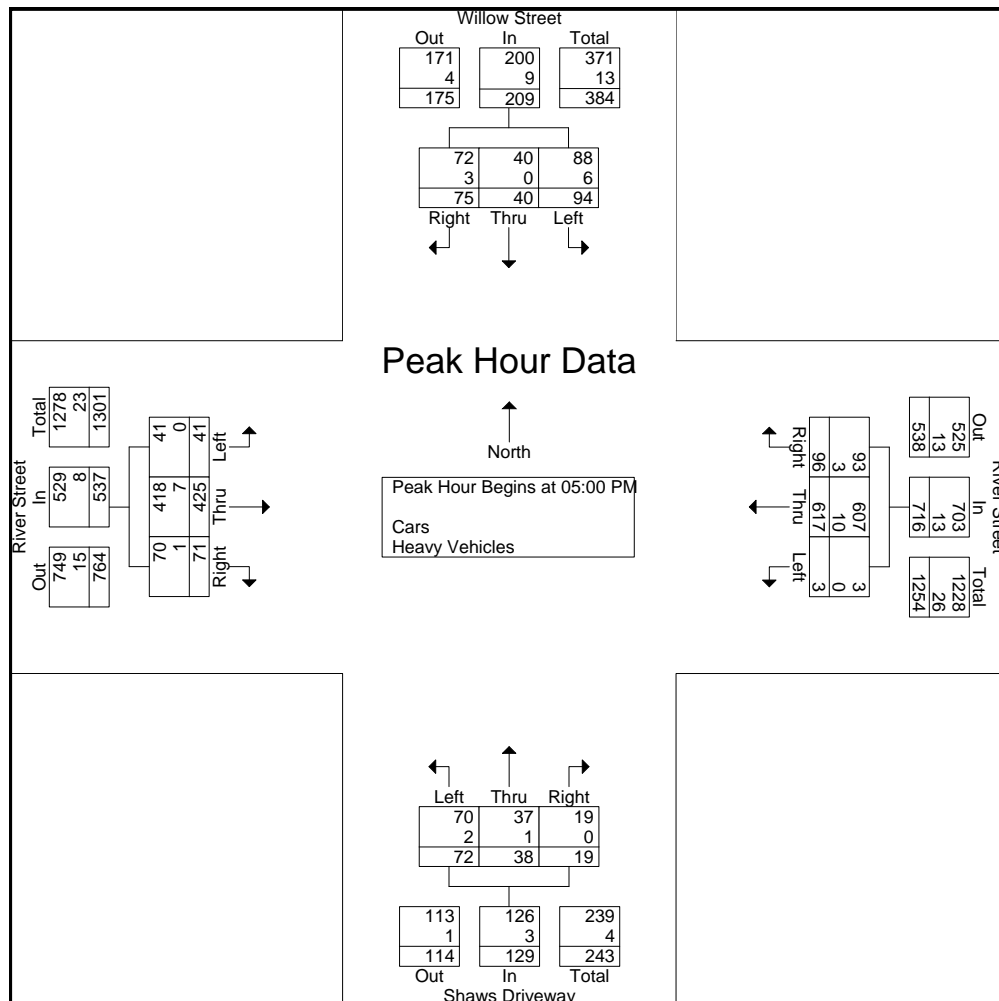 Willow Street
Out In Total
171 200 371
4 9 13
175 209 384
72 40 88
3 0 6
75 40 94
Right Thru Left
Peak Hour Data
North
Peak Hour Begins at 05:00 PM
Cars
Heavy Vehicles
River Street
Out In Total
749 529 1278
15 8 23
764 537 1301
70 418 41
1 7 0
71 425 41
Right Thru Left
River Street
Out In Total
525 703 1228
13 13 26
538 716 1254
93 607 3
3 10 0
96 617 3
Right Thru Left
Left Thru Right
70 37 19
2 1 0
72 38 19
113 126 239
1 3 4
114 129 243
Out In Total
Shaws Driveway